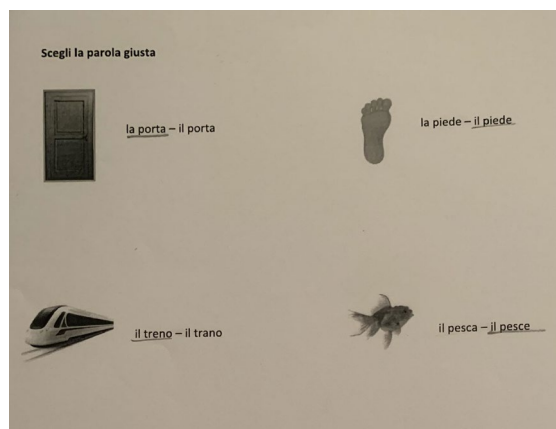 Scegli la parola giusta
la porta – il porta
la piede – il piede
il treno – il trano
il pesca – il pesce